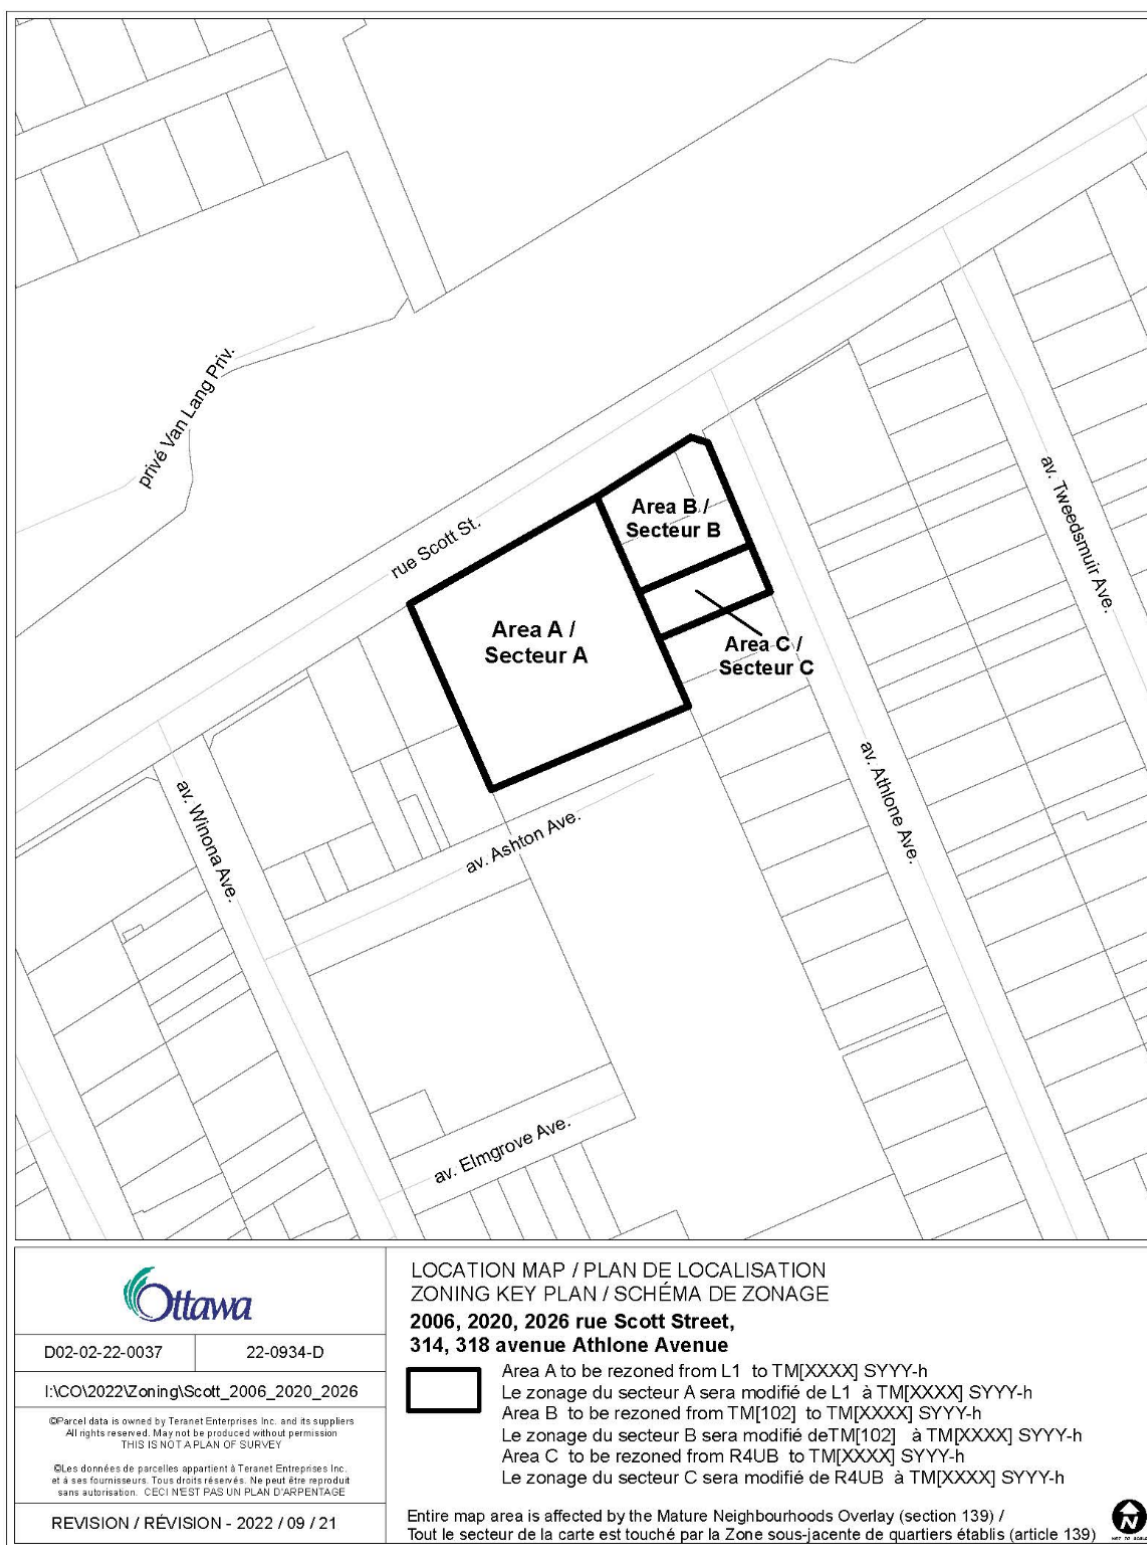 privé Van Lang Priv.
rue Scott St.
Area B /
Secteur B
av. Tweedsmuir Ave.
Area A /
Secteur A
Area C /
Secteur C
av. Winona Ave.
av. Athlone Ave.
av. Ashton Ave.
av. Elmgrove Ave.
Ottawa
D02-02-22-0037
22-0934-D
I:\CO\2022\Zoning\Scott_2006_2020_2026
©Parcel data is owned by Teranet Enterprises Inc. and its suppliers
All rights reserved. May not be produced without permission
THIS IS NOT A PLAN OF SURVEY
©Les données de parcelles appartient à Teranet Entreprises Inc.
et à ses fournisseurs. Tous droits réservés. Ne peut être reproduit
sans autorisation. CECI N'EST PAS UN PLAN D'ARPENTAGE
REVISION / RÉVISION - 2022 / 09 / 21
LOCATION MAP / PLAN DE LOCALISATION
ZONING KEY PLAN / SCHÉMA DE ZONAGE
2006, 2020, 2026 rue Scott Street,
314, 318 avenue Athlone Avenue
Area A to be rezoned from L1 to TM[XXXX] SYYY-h
Le zonage du secteur A sera modifié de L1 à TM[XXXX] SYYY-h
Area B to be rezoned from TM[102] to TM[XXXX] SYYY-h
Le zonage du secteur B sera modifié deTM[102] à TM[XXXX] SYYY-h
Area C to be rezoned from R4UB to TM[XXXX] SYYY-h
Le zonage du secteur C sera modifié de R4UB à TM[XXXX] SYYY-h
Entire map area is affected by the Mature Neighbourhoods Overlay (section 139) /
Tout le secteur de la carte est touché par la Zone sous-jacente de quartiers établis (article 139)
N
NOT TO SCALE